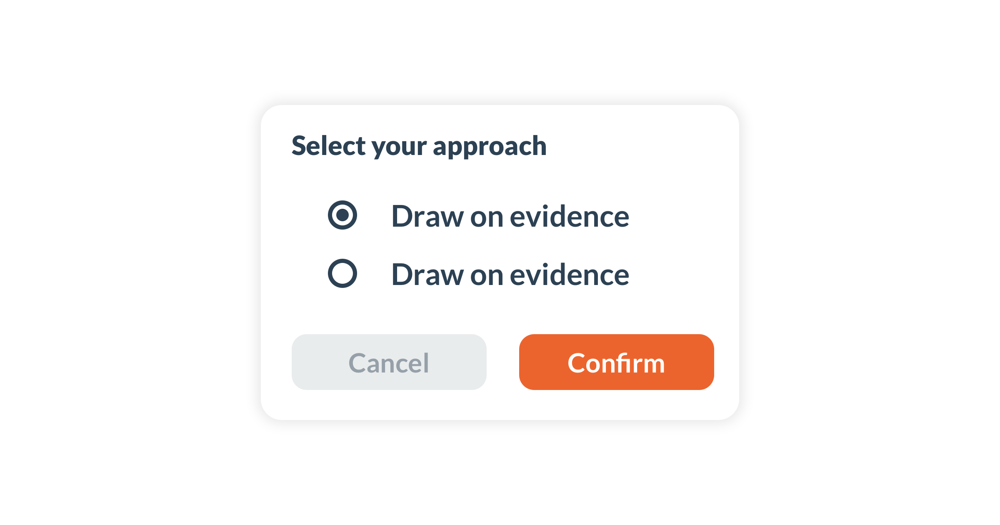 Select your approach
Draw on evidence
Draw on evidence
Cancel
Confirm